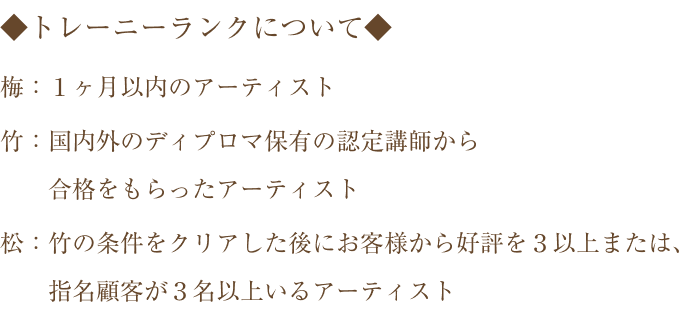 ◆トレーニーランクについて◆
梅：１ヶ月以内のアーティスト
竹：国内外のディプロマ保有の認定講師から
合格をもらったアーティスト
松：竹の条件をクリアした後にお客様から好評を３以上または、
指名顧客が３名以上いるアーティスト